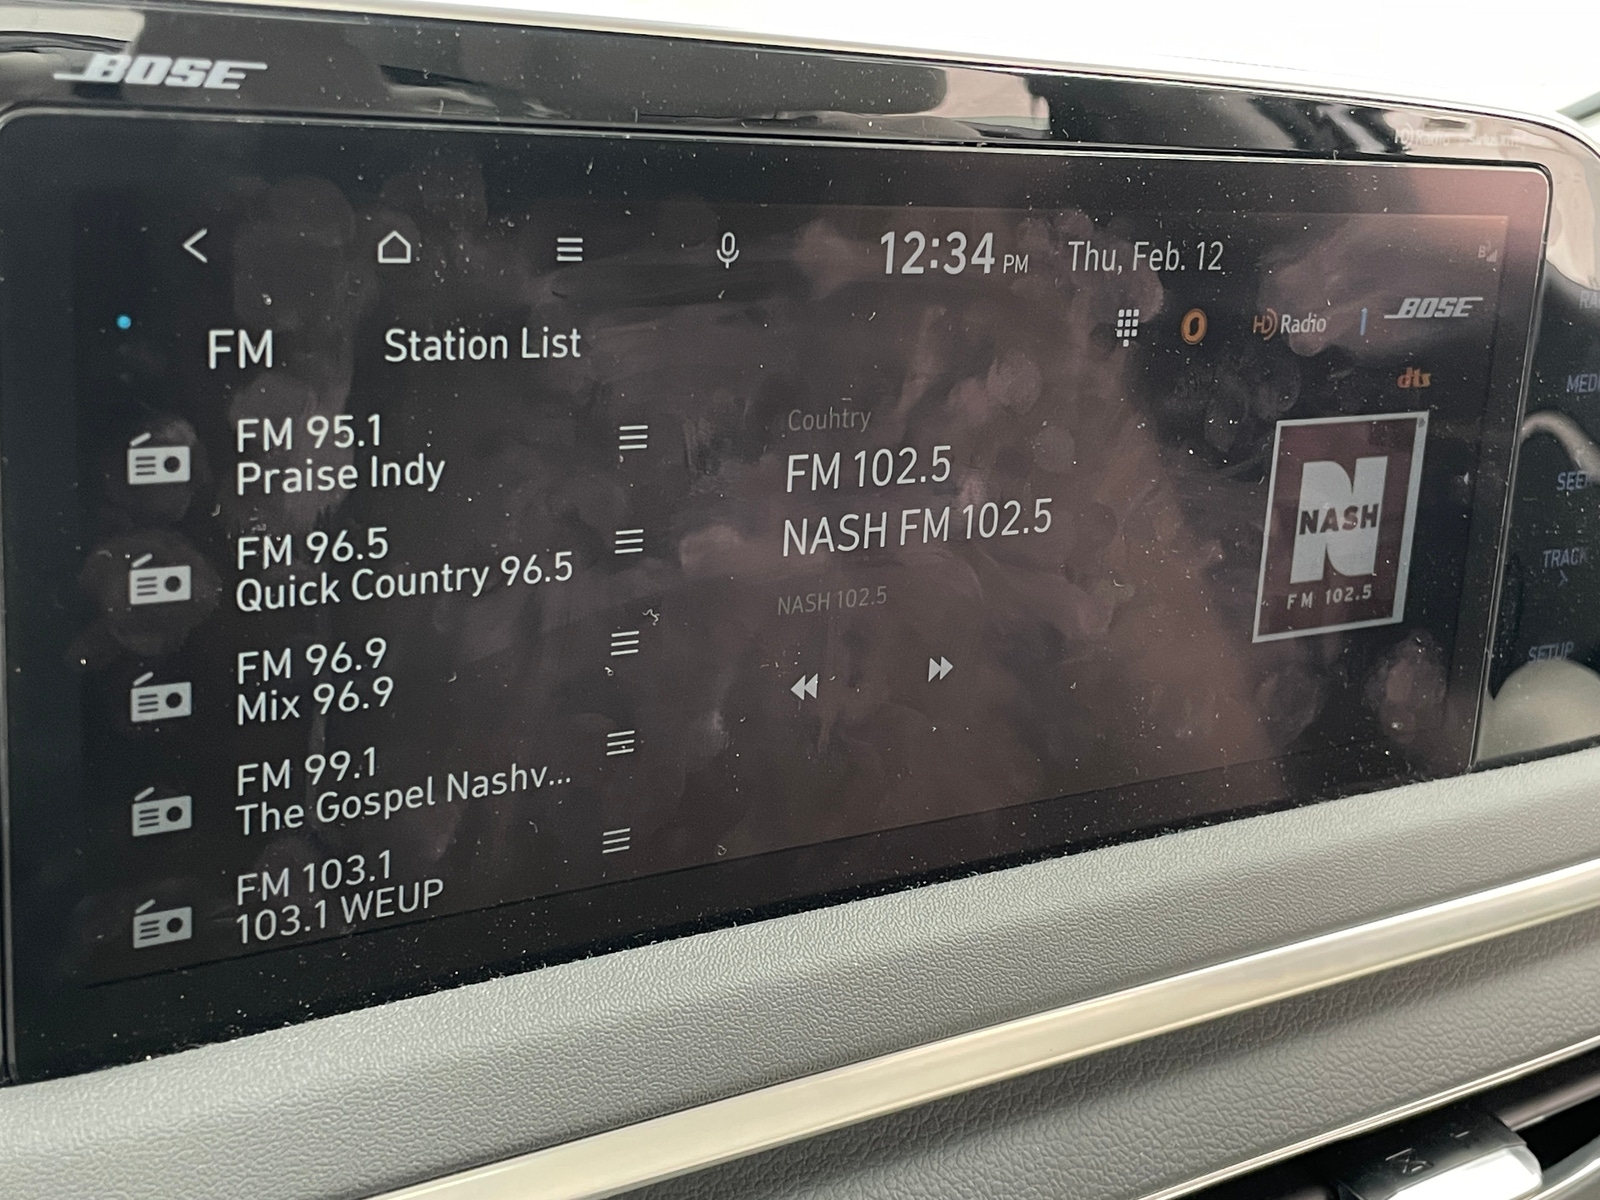 BOSE
12:34 PM Thu, Feb. 12
FM
Station List
HD Radio
BOSE
dts
FM 95.1
Praise Indy
FM 96.5
Quick Country 96.5
FM 96.9
Mix 96.9
FM 99.1
The Gospel Nashv...
FM 103.1
103.1 WEUP
Country
FM 102.5
NASH FM 102.5
NASH 102.5
N
NASH
FM 102.5
SETUP